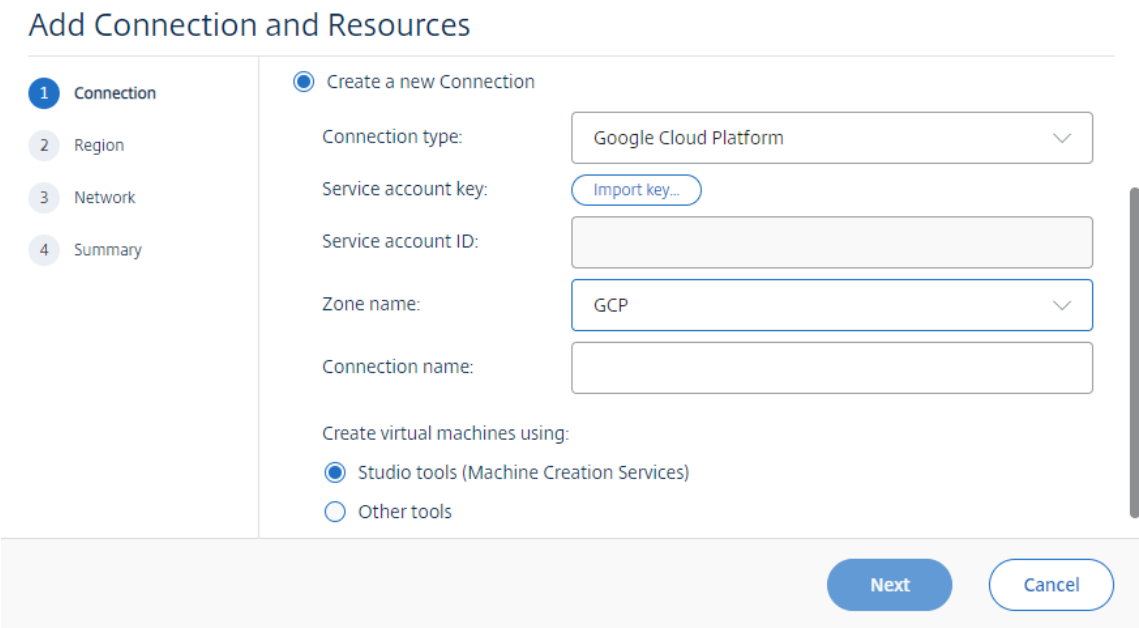 Add Connection and Resources
1 Connection
2 Region
3 Network
4 Summary
Create a new Connection
Connection type: Google Cloud Platform
Service account key: Import key...
Service account ID:
Zone name: GCP
Connection name:
Create virtual machines using:
Studio tools (Machine Creation Services)
Other tools
Next Cancel